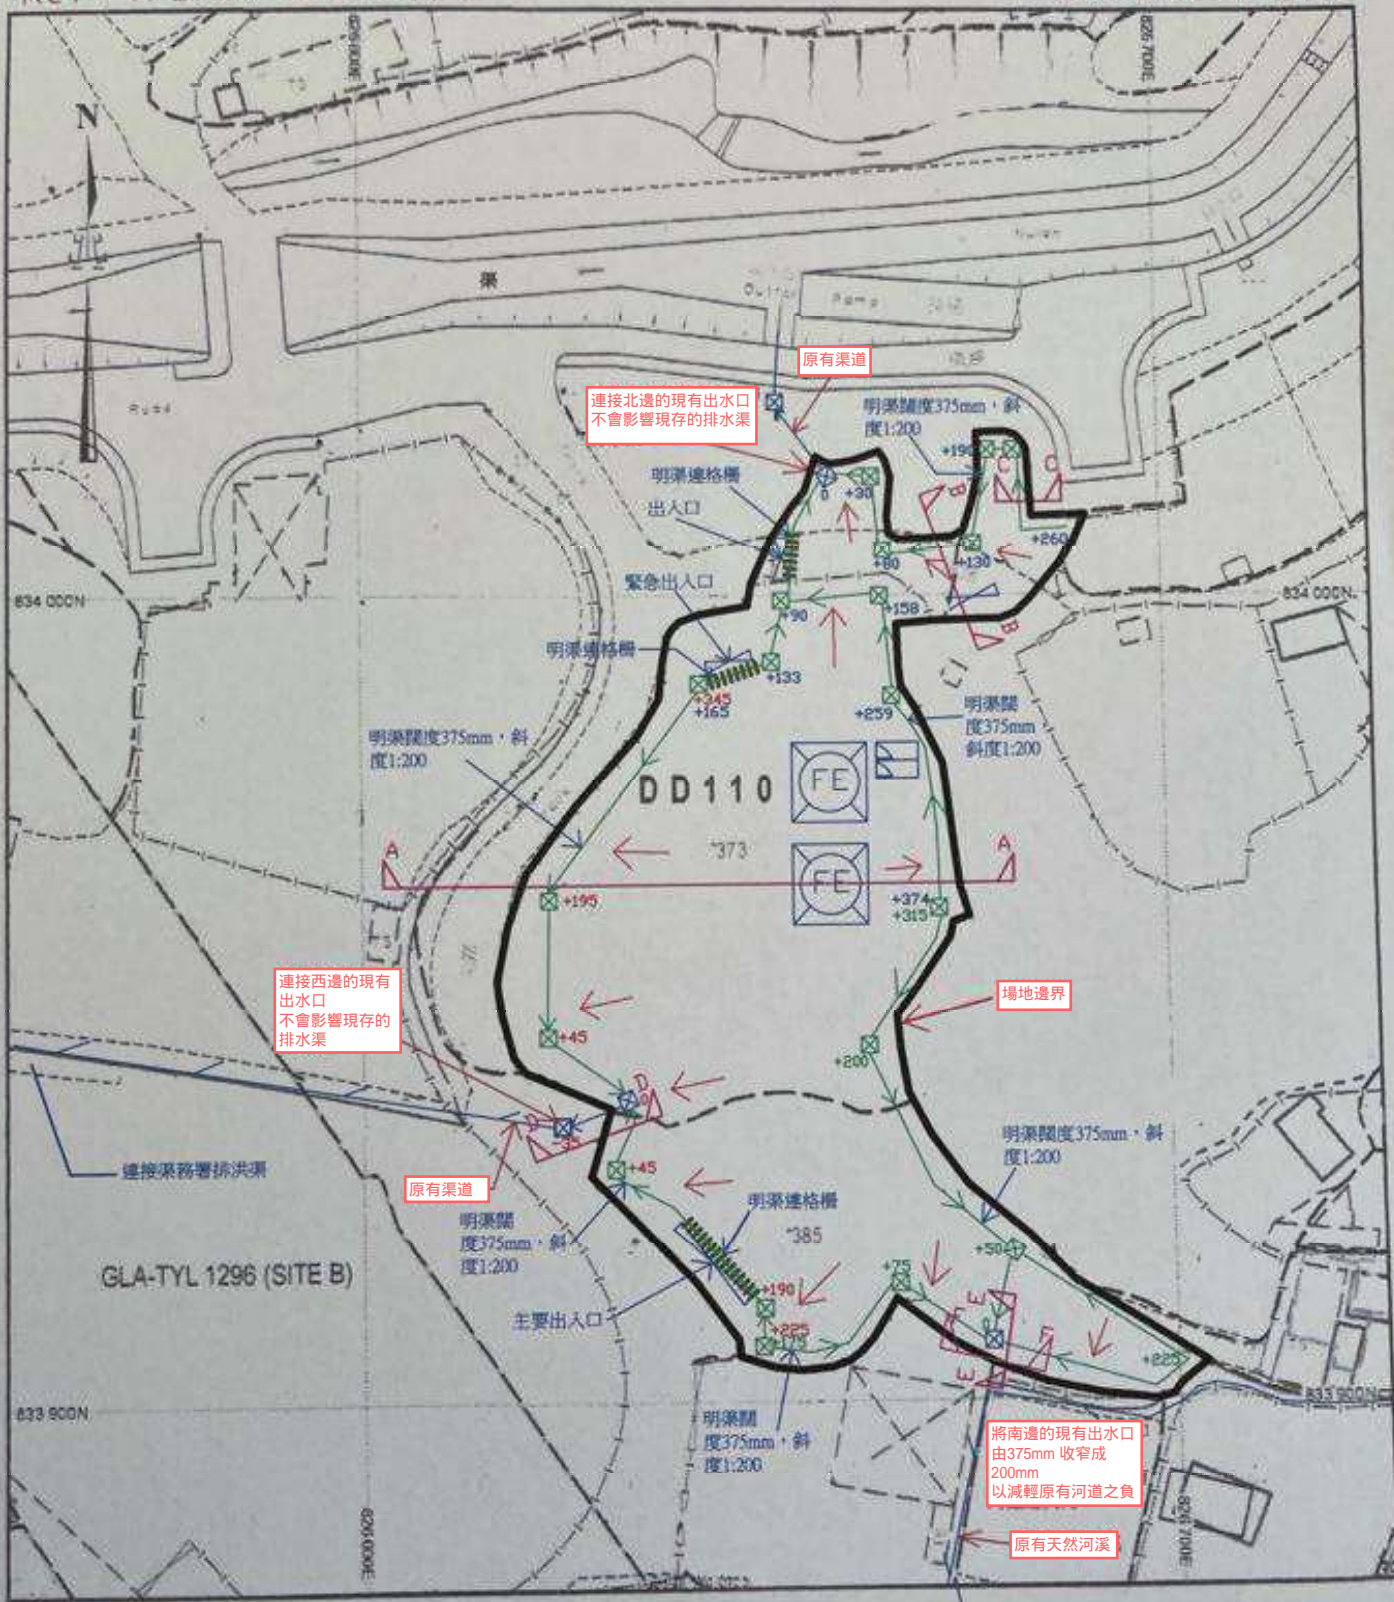 826 000E
826 700E
N
渠
Nullah
Ramp
Road
原有渠道
連接北邊的現有出水口
不會影響現存的排水渠
明渠闊度375mm，斜
度1:200
明渠連格柵
出入口
緊急出入口
明渠連格柵
+190
C
C
B
0
+30
+260
+80
+130
834 000N
834 000N
+90
+158
B
+133
+345
+165
+259
明渠闊
度375mm
斜度1:200
明渠闊度375mm，斜
度1:200
DD110
FE
*373
A
A
FE
+195
+374
+315
連接西邊的現有
出水口
不會影響現存的
排水渠
場地邊界
+45
+200
D
0
D
明渠闊度375mm，斜
度1:200
連接渠務署排洪渠
+45
原有渠道
明渠連格柵
*385
明渠闊
度375mm，斜
度1:200
GLA-TYL 1296 (SITE B)
+50
+75
+190
主要出入口
E
F
F
+225
+225
E
833 900N
833 900N
明渠闊
度375mm，斜
度1:200
將南邊的現有出水口
由375mm 收窄成
200mm
以減輕原有河道之負
原有天然河溪
826 000E
826 700E